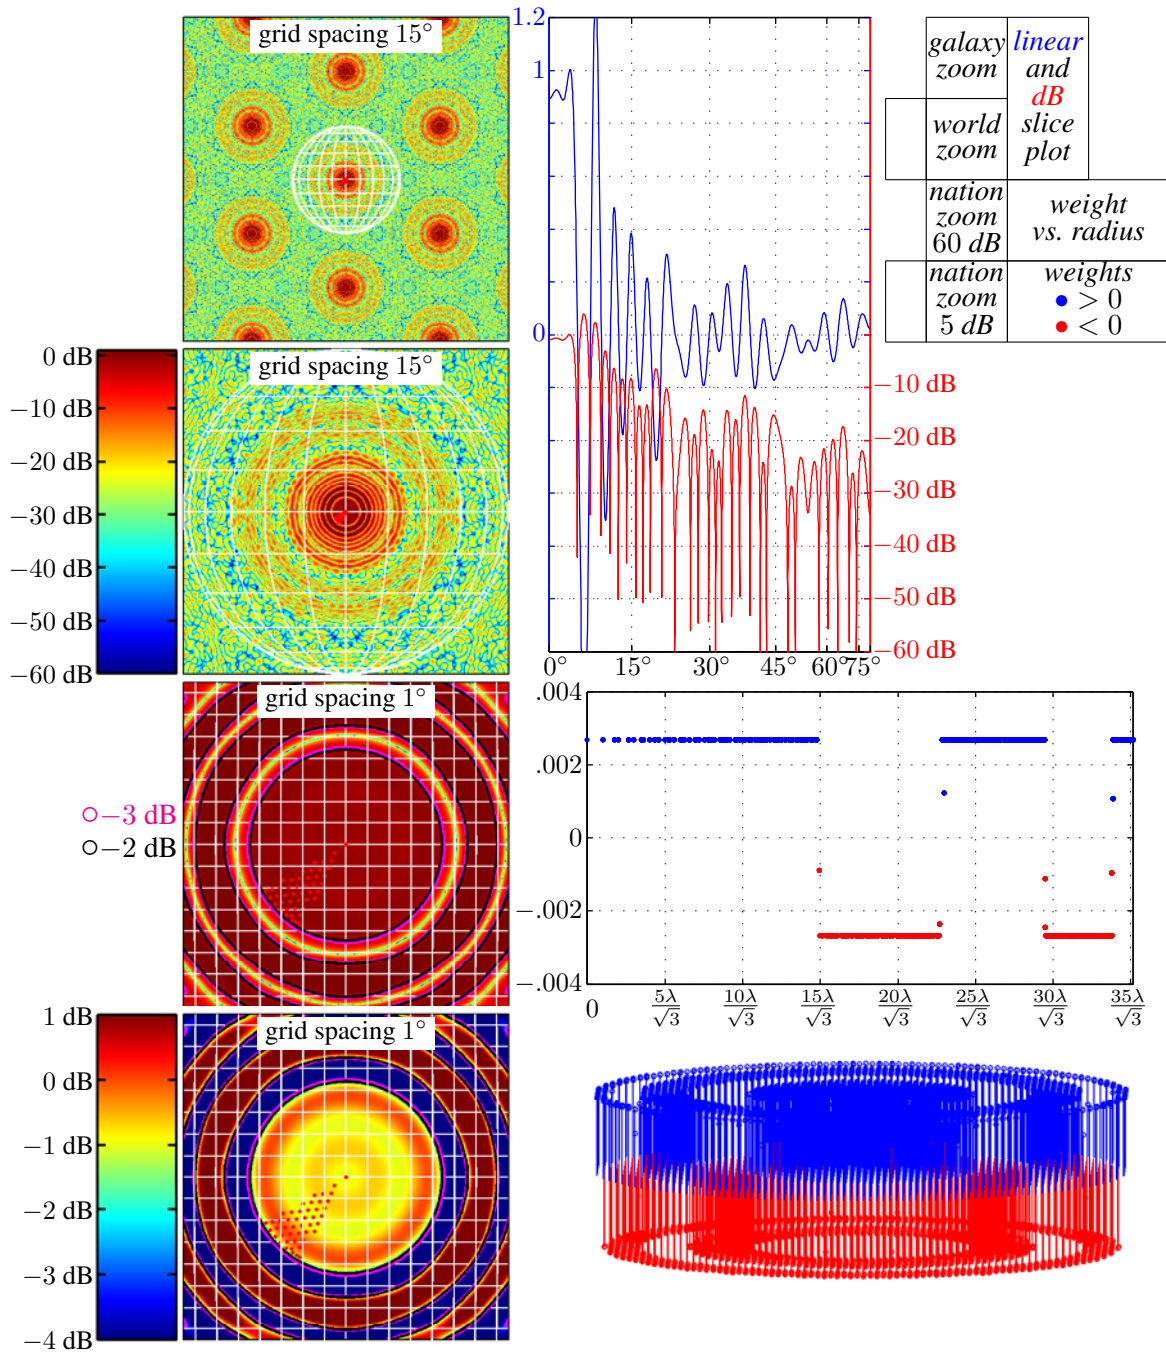 grid spacing 15°
0 dB
−10 dB
−20 dB
−30 dB
−40 dB
−50 dB
−60 dB
grid spacing 15°
−3 dB
−2 dB
grid spacing 1°
1 dB
0 dB
−1 dB
−2 dB
−3 dB
−4 dB
grid spacing 1°
1.2
1
0
−10 dB
−20 dB
−30 dB
−40 dB
−50 dB
−60 dB
0° 15° 30° 45° 60° 75°
galaxy zoom
linear and dB slice plot
world zoom
nation zoom 60 dB
weight vs. radius
nation zoom 5 dB
weights
> 0
< 0
.004
.002
0
−.002
−.004
0 5λ/√3 10λ/√3 15λ/√3 20λ/√3 25λ/√3 30λ/√3 35λ/√3